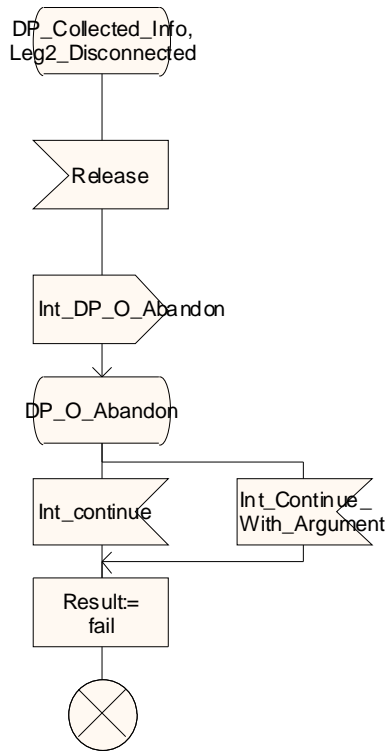 DP_Collected_Info,
Leg2_Disconnected
Release
Int_DP_O_Abandon
DP_O_Abandon
Int_continue
Int_Continue_
With_Argument
Result:=
fail